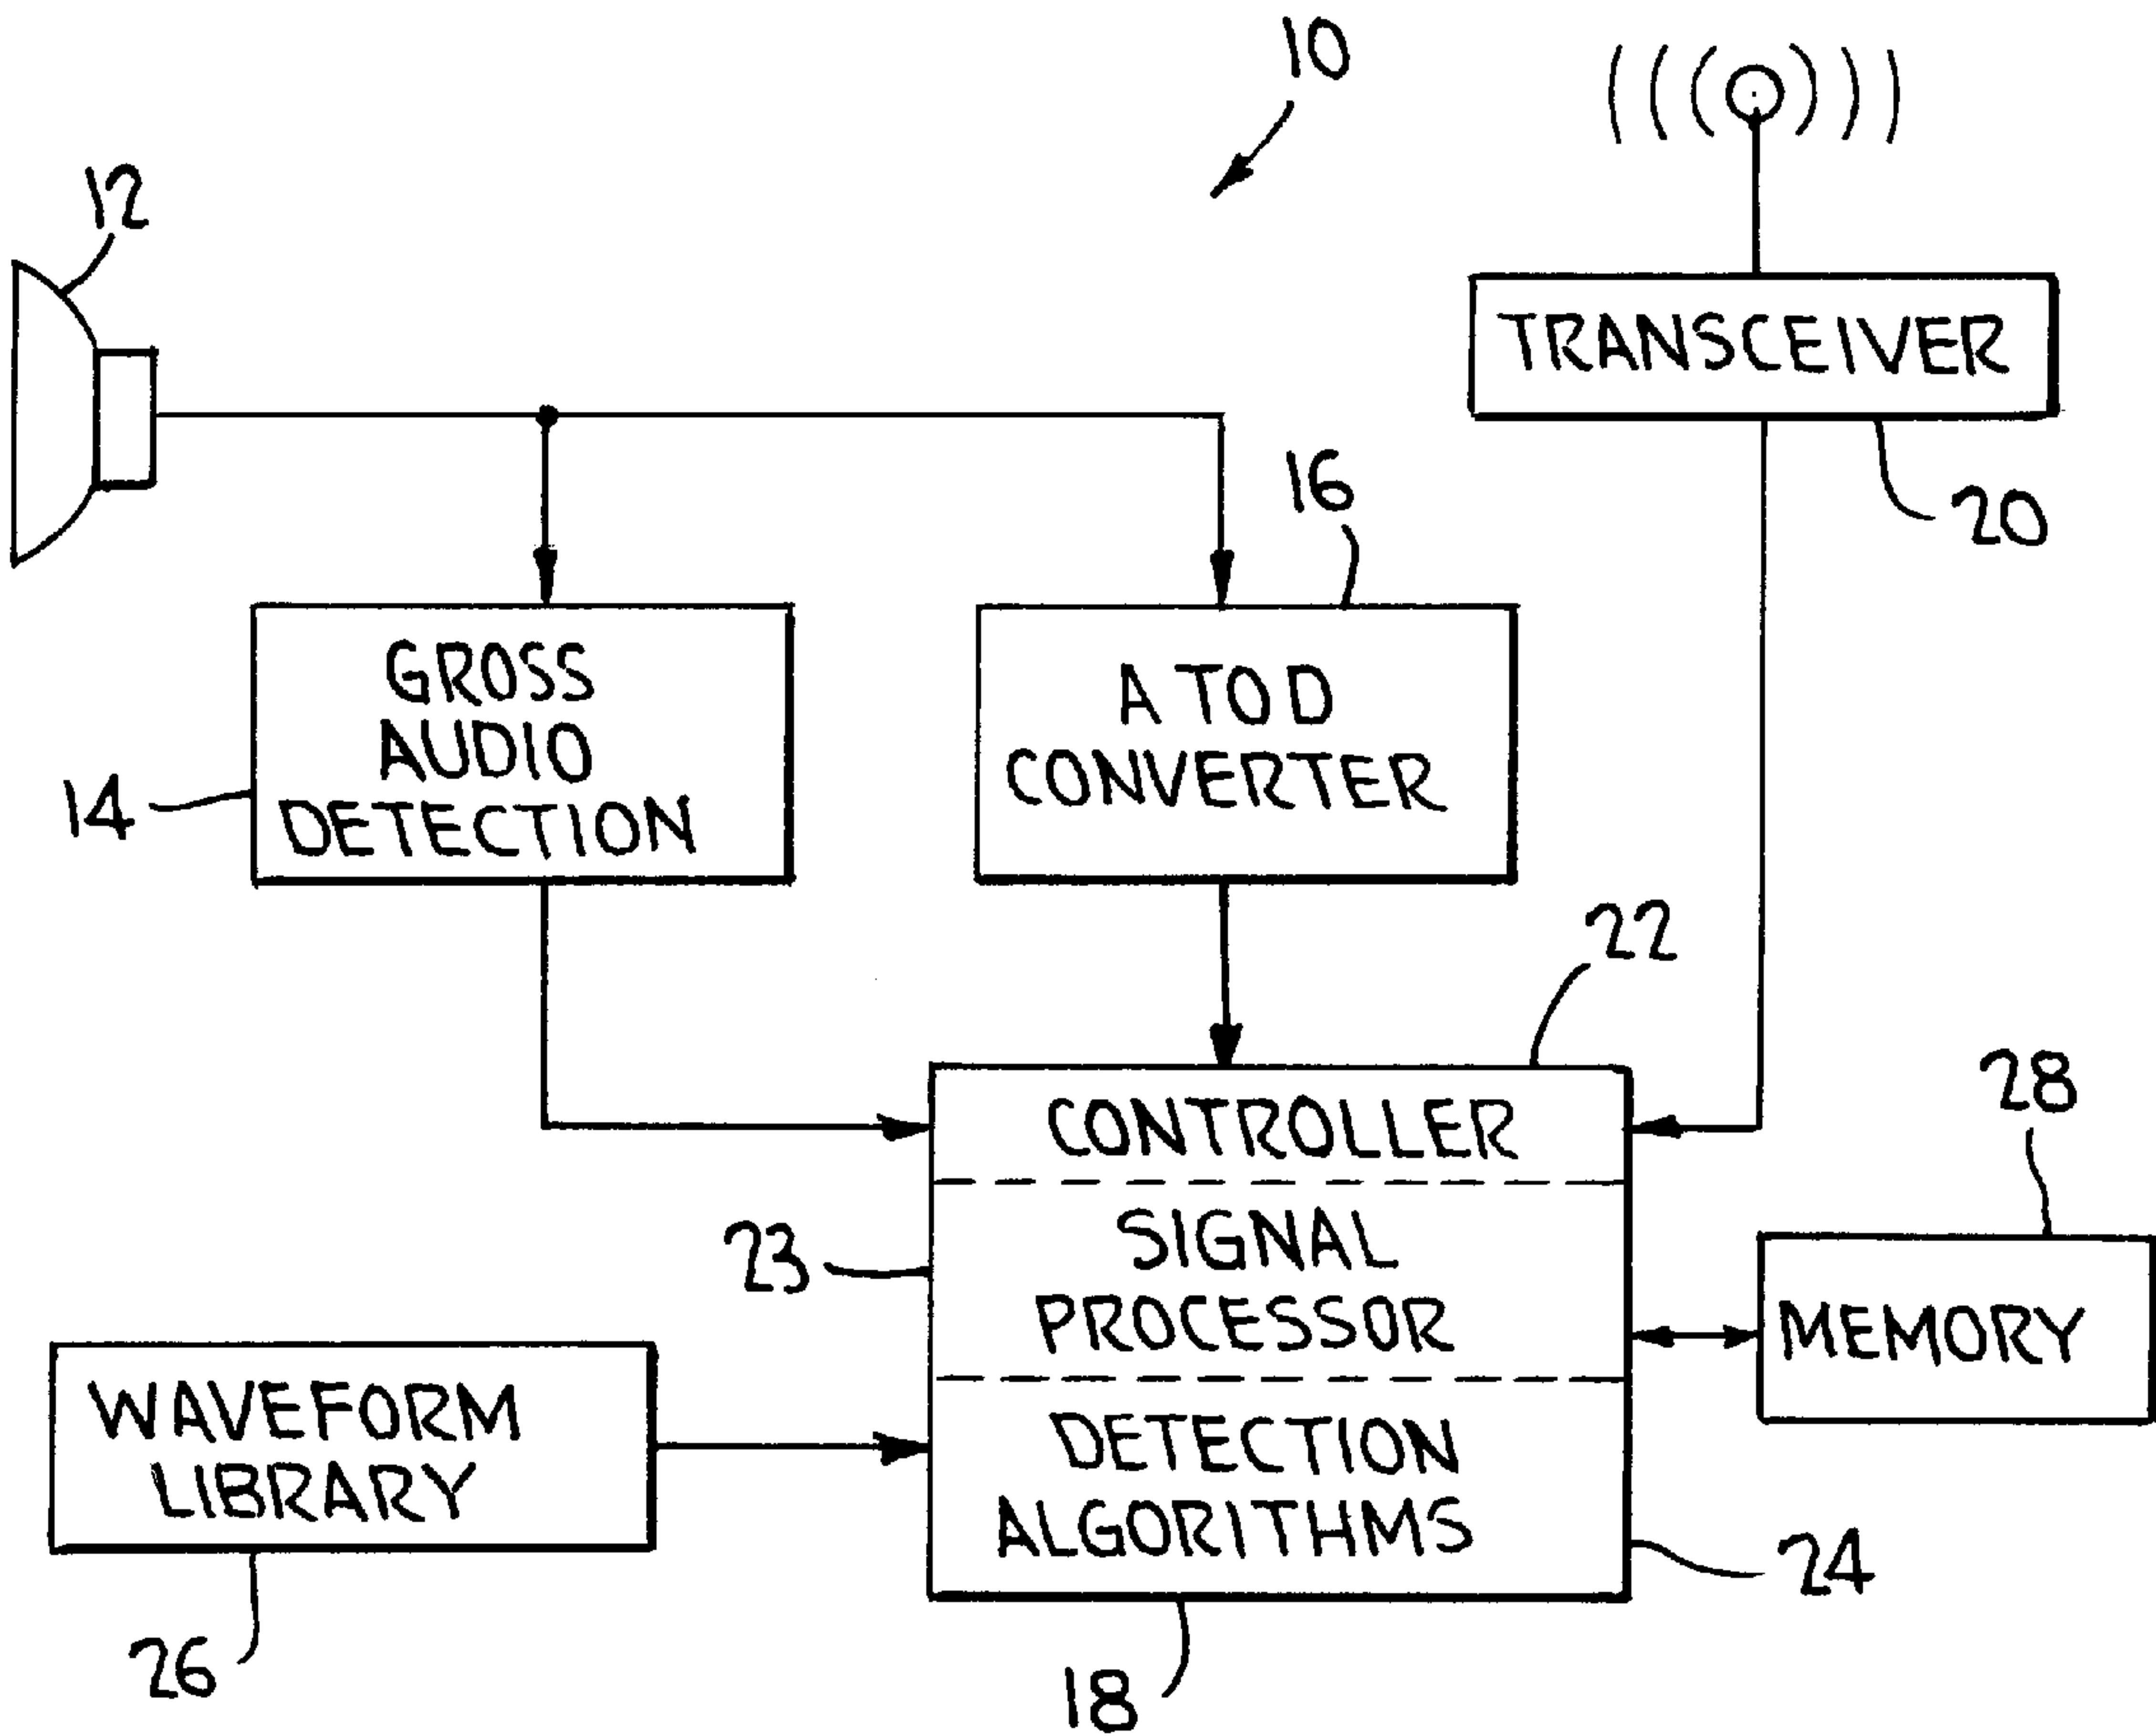 10
12
TRANSCEIVER
16
20
GROSS
AUDIO
DETECTION
A TO D
CONVERTER
14
22
CONTROLLER
28
SIGNAL
PROCESSOR
23
MEMORY
WAVEFORM
LIBRARY
DETECTION
ALGORITHMS
24
26
18